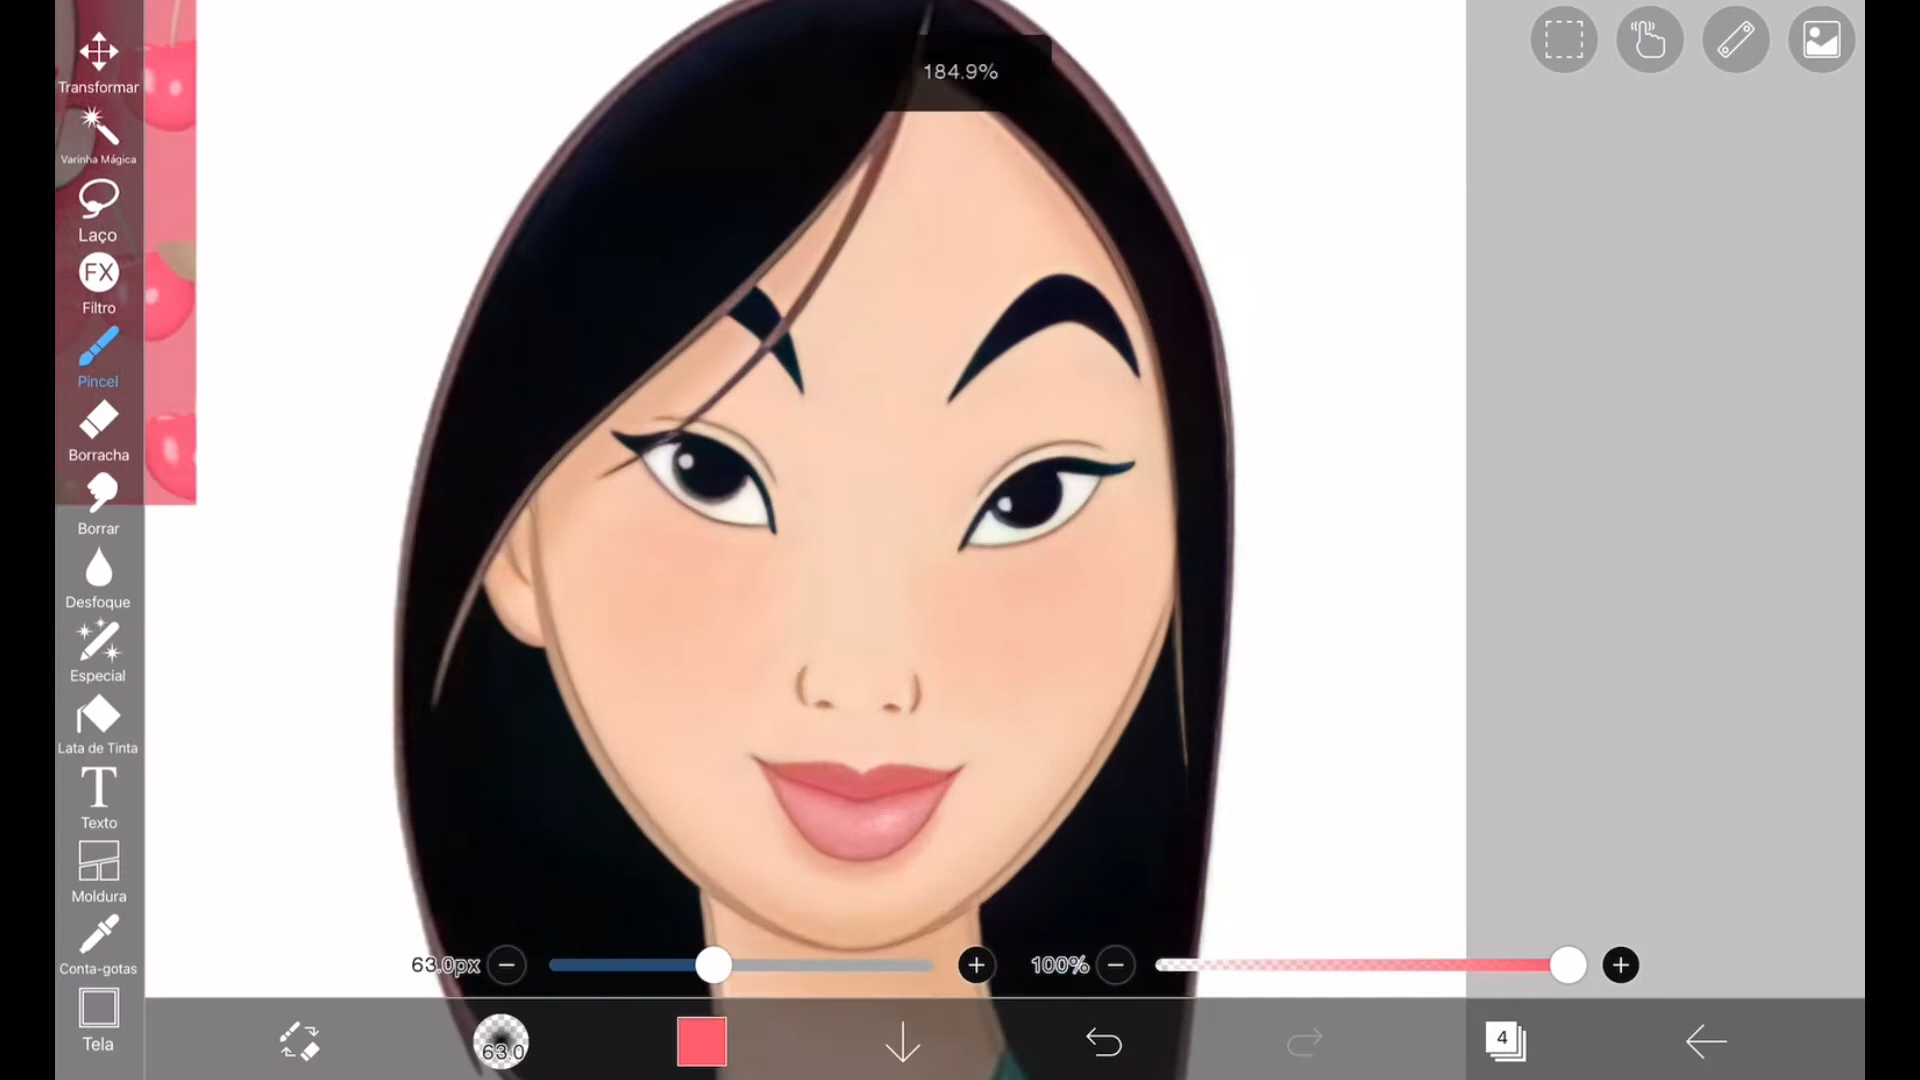 184.9%
Transformar
Varinha Mágica
Laço
FX
Filtro
Pincel
Borracha
Borrar
Desfoque
Especial
Lata de Tinta
T
Texto
Moldura
Conta-gotas
Tela
63.0px
100%
63.0
4